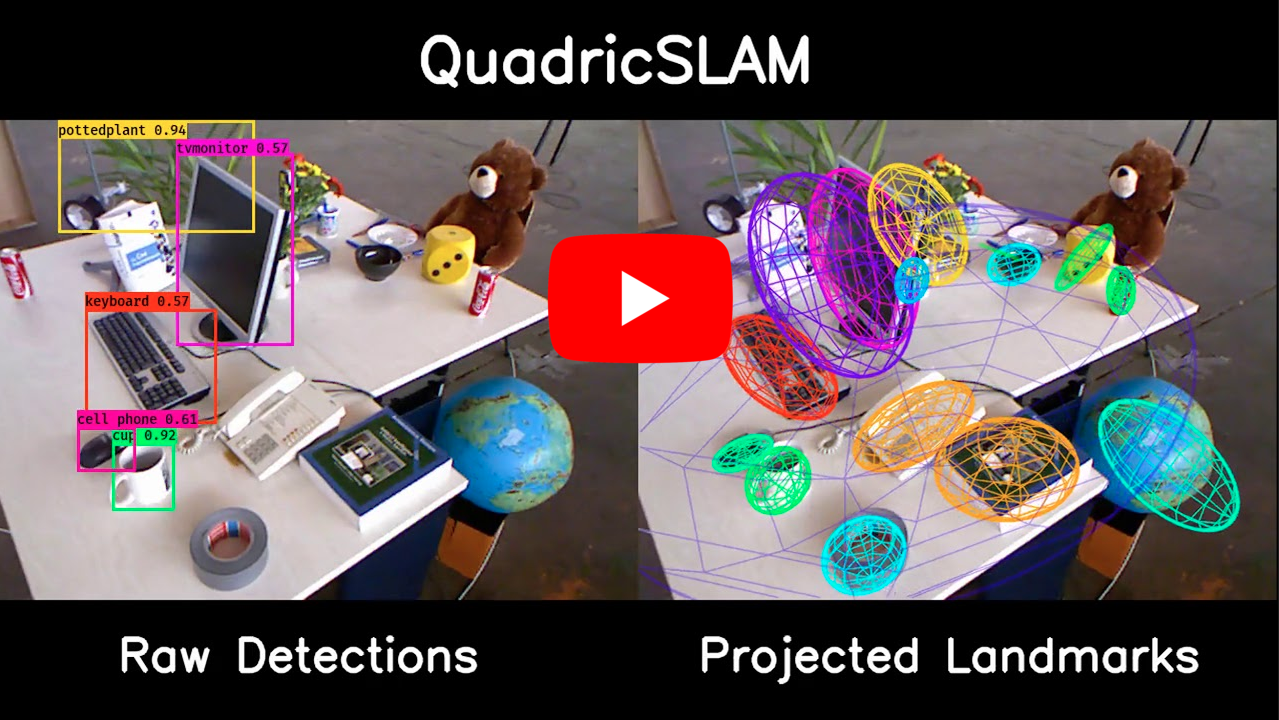 QuadricSLAM
pottedplant 0.94
tvmonitor 0.57
keyboard 0.57
cell phone 0.61
cup 0.92
Raw Detections
Projected Landmarks